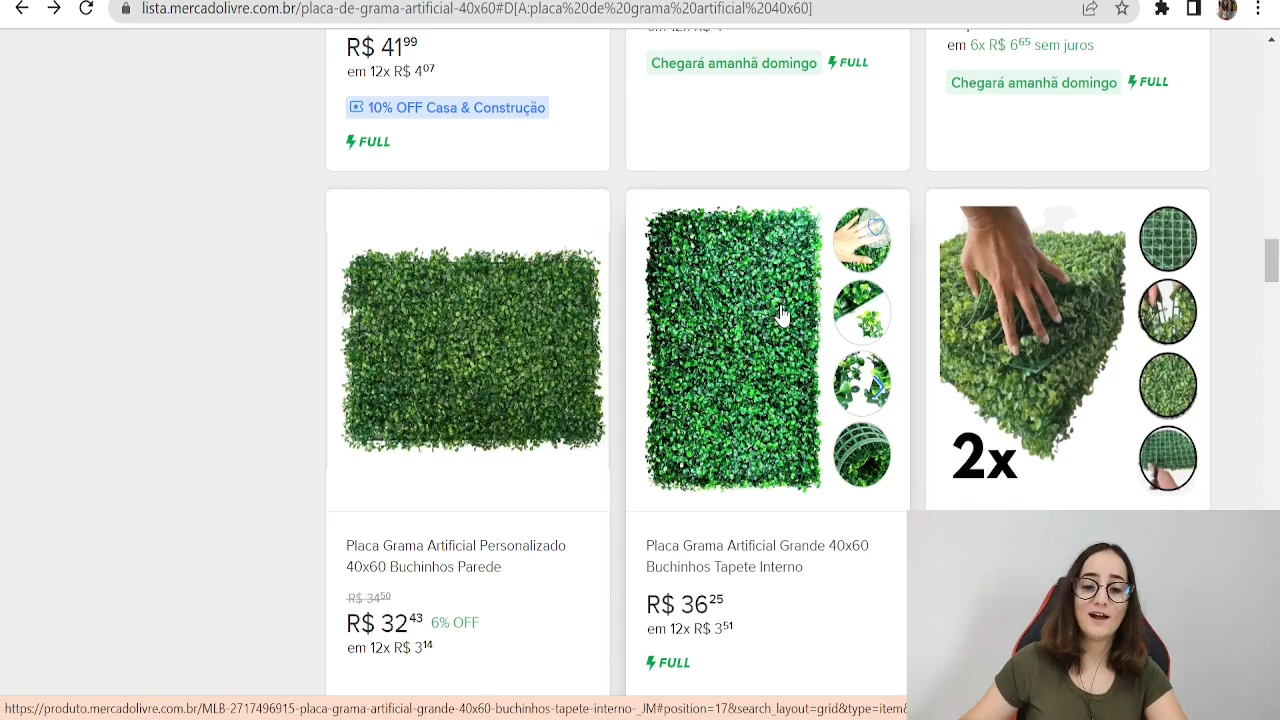 lista.mercadolivre.com.br/placa-de-grama-artificial-40x60#D[A:placa%20de%20grama%20artificial%2040x60]
R$ 41⁹⁹
em 12x R$ 4⁰⁷
10% OFF Casa & Construção
FULL
Chegará amanhã domingo FULL
em 6x R$ 6⁶⁵ sem juros
Chegará amanhã domingo FULL
2x
Placa Grama Artificial Personalizado
40x60 Buchinhos Parede
R$ 34⁵⁰
R$ 32⁴³ 6% OFF
em 12x R$ 3¹⁴
Placa Grama Artificial Grande 40x60
Buchinhos Tapete Interno
R$ 36²⁵
em 12x R$ 3⁵¹
FULL
https://produto.mercadolivre.com.br/MLB-2717496915-placa-grama-artificial-grande-40x60-buchinhos-tapete-interno-_JM#position=17&search_layout=grid&type=item&